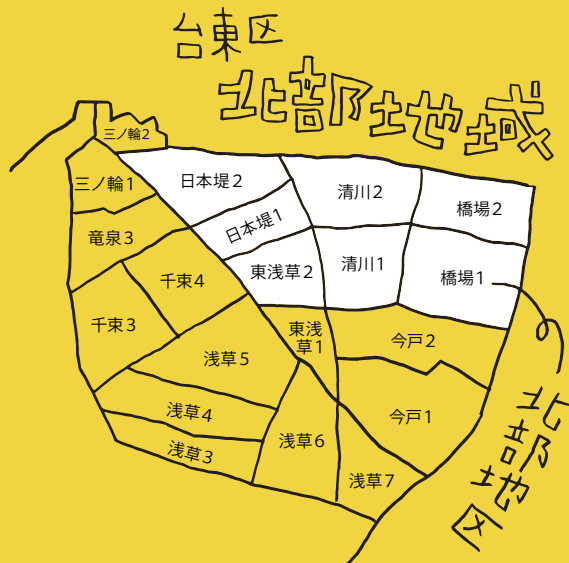 台東区
北部地域
三ノ輪2
三ノ輪1
日本堤2
清川2
橋場2
竜泉3
日本堤1
千束4
東浅草2
清川1
橋場1
千束3
東浅
草1
今戸2
浅草5
浅草4
浅草3
浅草6
今戸1
浅草7
北部地区